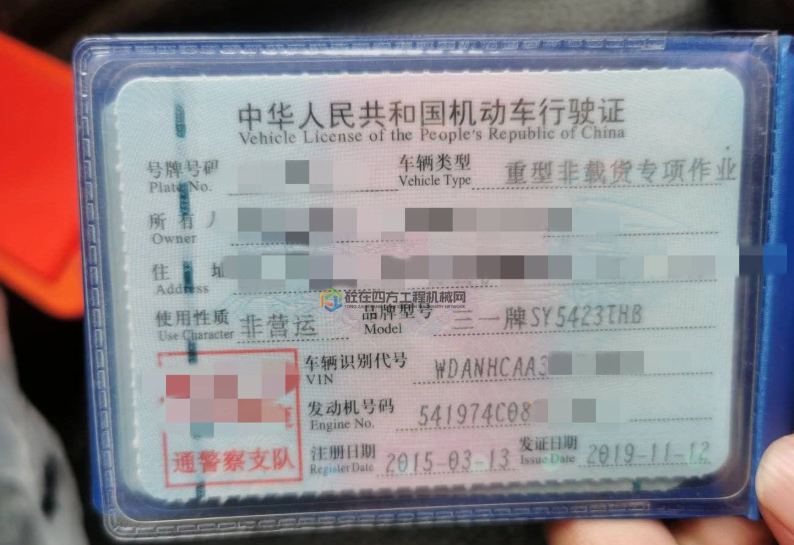 中华人民共和国机动车行驶证
Vehicle License of the People's Republic of China
号牌号码
Plate No.
车辆类型
Vehicle Type
重型非载货专项作业
所有人
Owner
住 址
Address
砼在四方工程机械网
使用性质
Use Character
非营运
品牌型号
Model
三一牌SY5423THB
车辆识别代号
VIN
WDANHCAA3
发动机号码
Engine No.
541974C08
通警察支队
注册日期
Register Date
2015-03-13
发证日期
Issue Date
2019-11-12